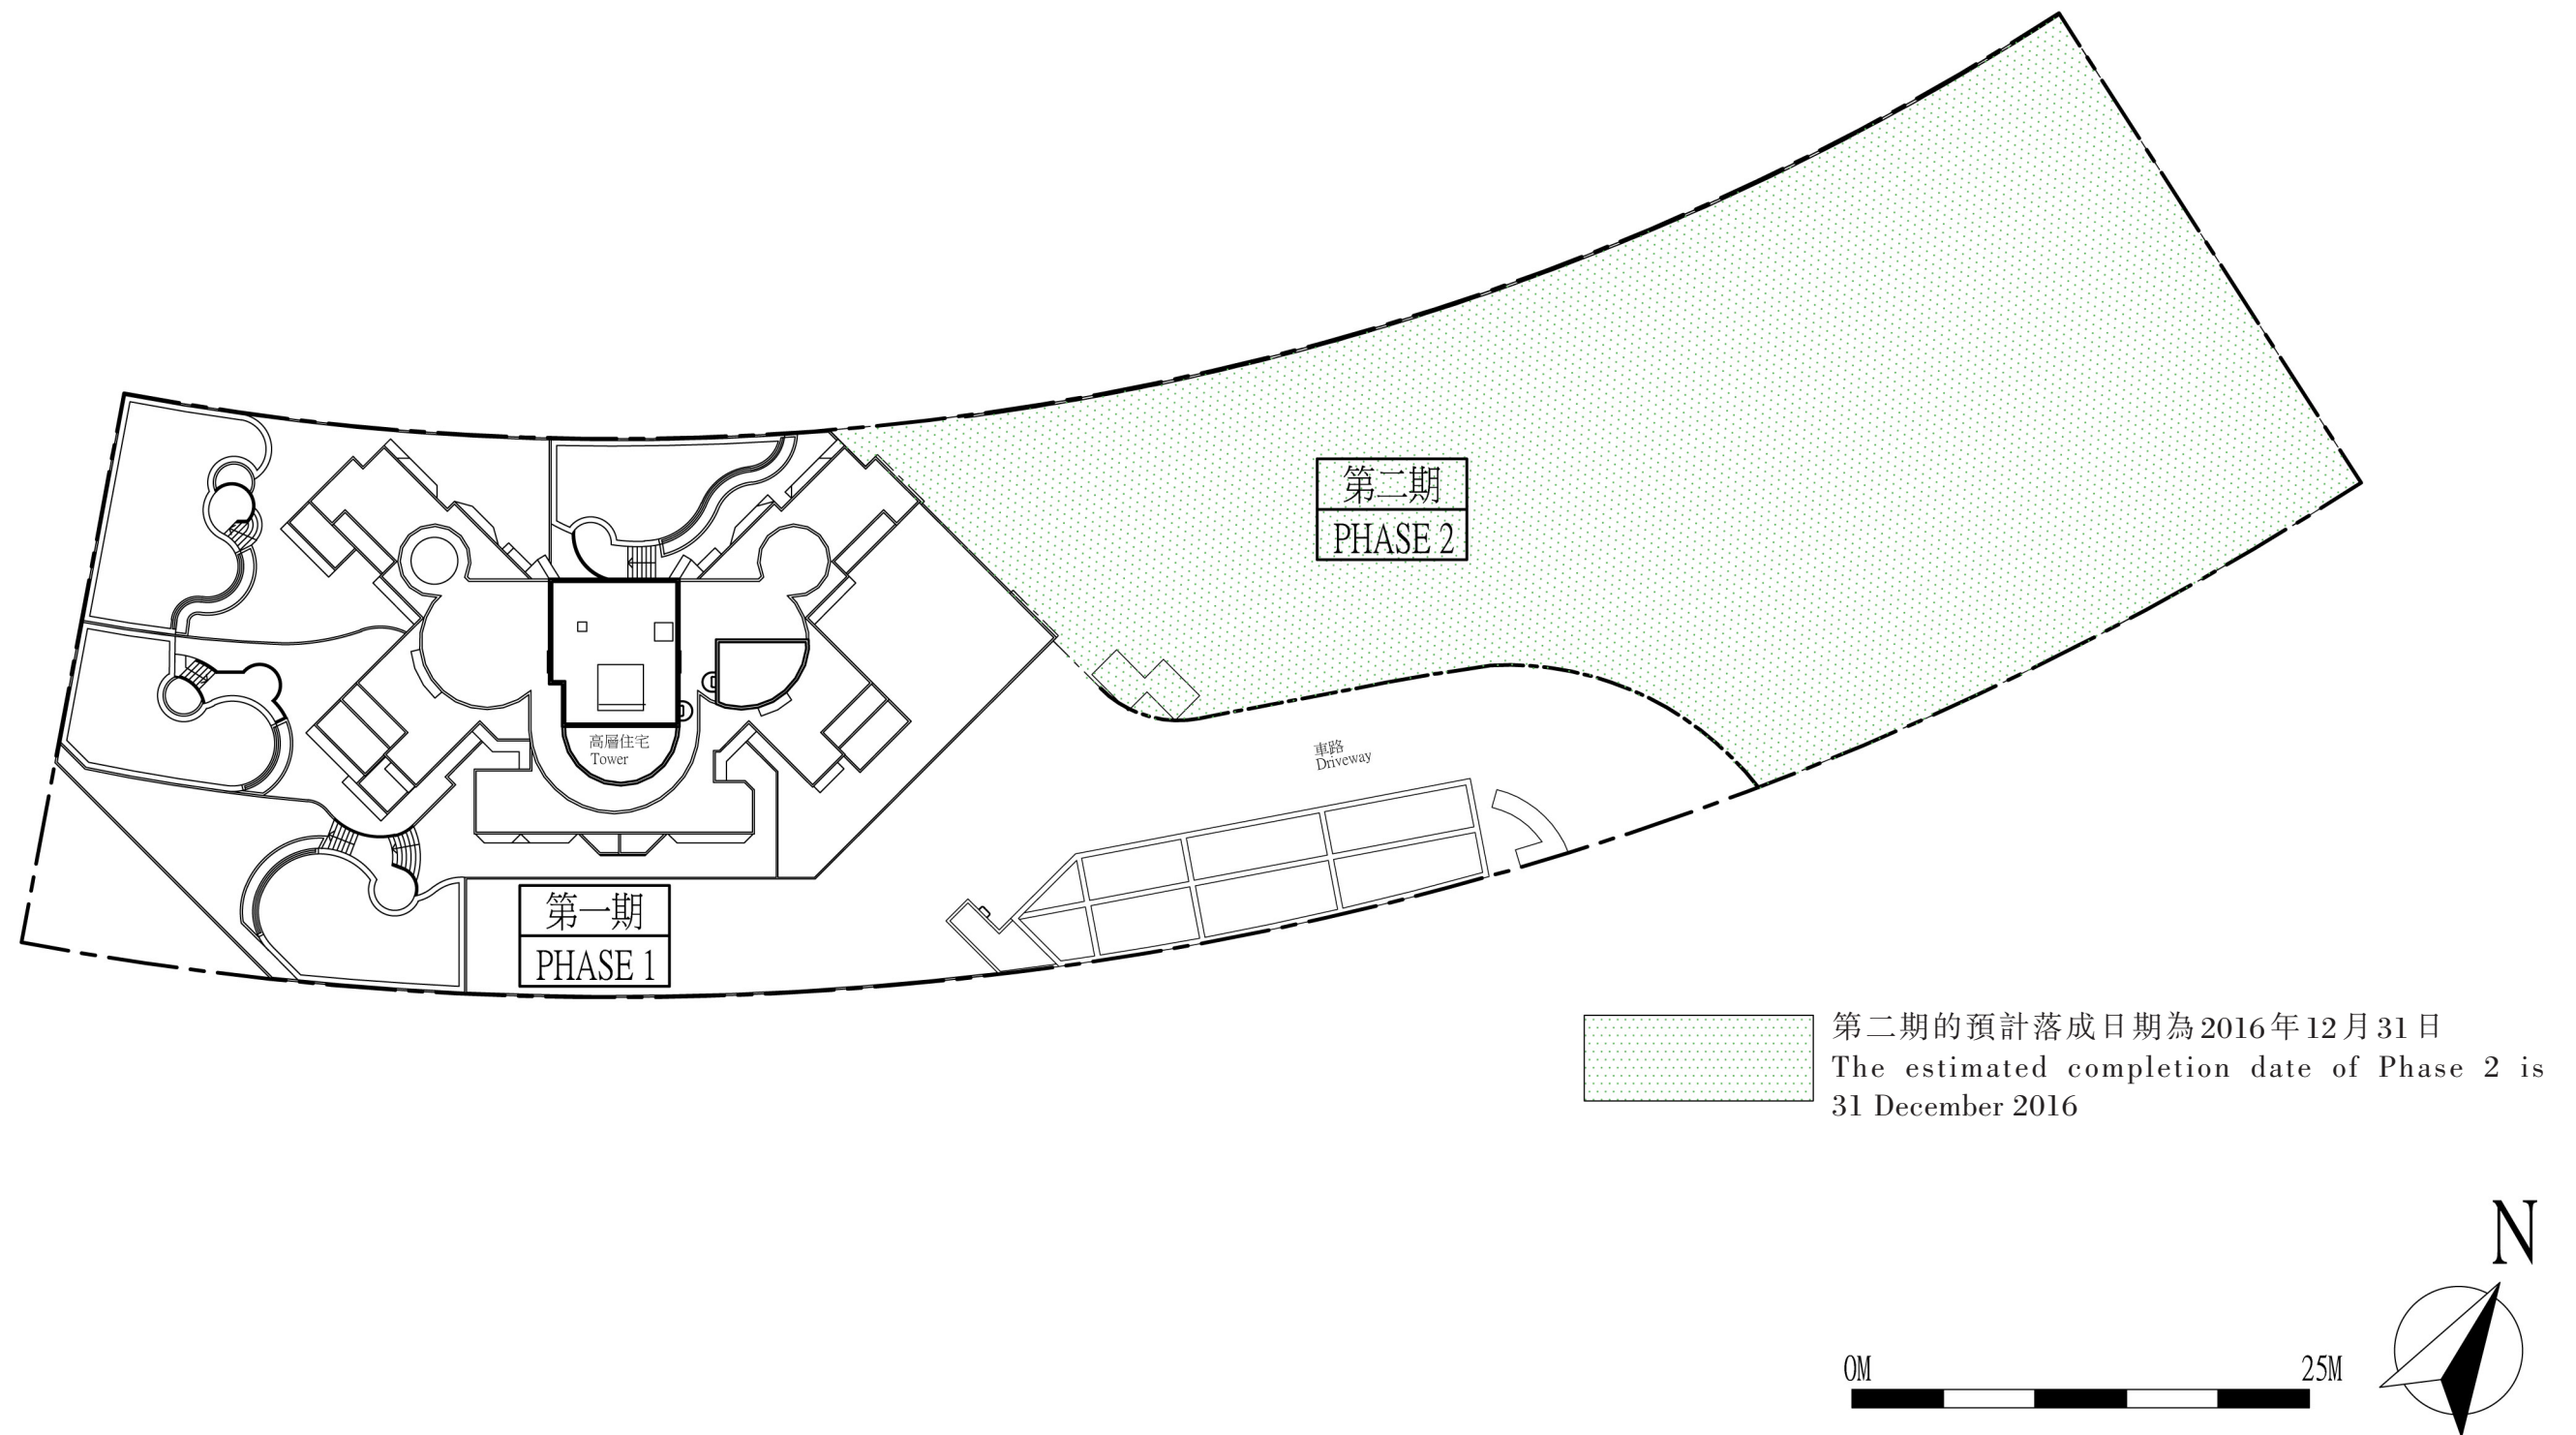 第二期
PHASE 2
高層住宅
Tower
車路
Driveway
第一期
PHASE 1
第二期的預計落成日期為2016年12月31日
The estimated completion date of Phase 2 is
31 December 2016
N
0M
25M